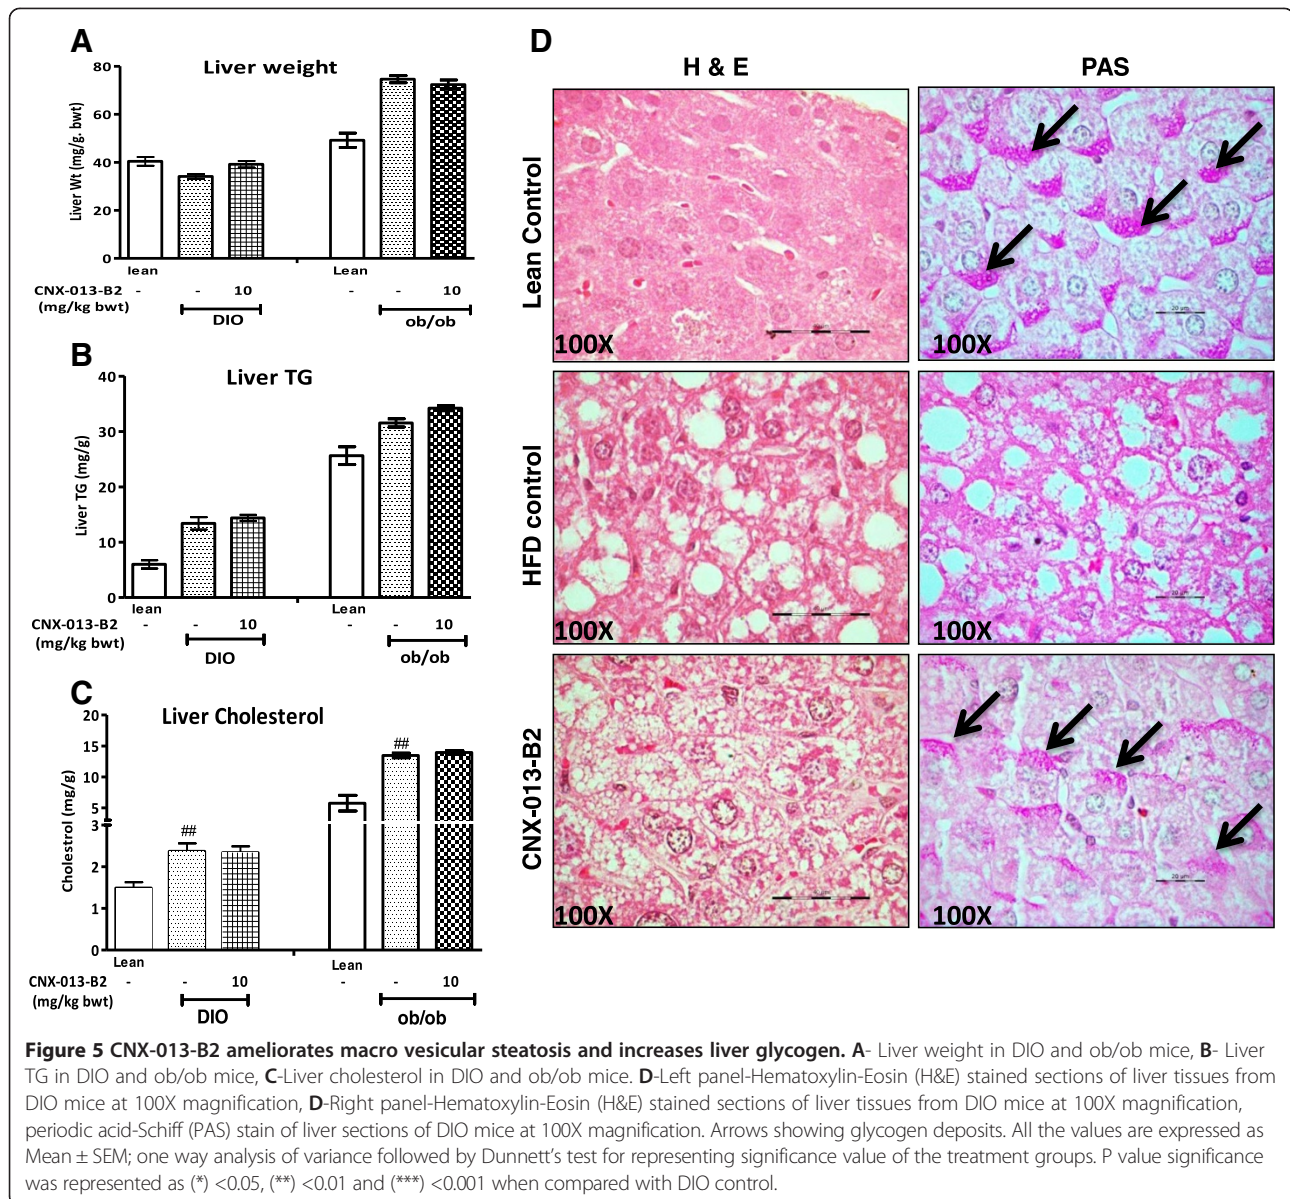 A
Liver weight
Liver Wt (mg/g. bwt)
80
60
40
20
0
lean
Lean
CNX-013-B2
(mg/kg bwt)
- - 10 - - 10
DIO
ob/ob
B
Liver TG
Liver TG (mg/g)
40
30
20
10
0
lean
Lean
CNX-013-B2
(mg/kg bwt)
- - 10 - - 10
DIO
ob/ob
C
Liver Cholesterol
Cholestrol (mg/g)
20
15
10
5
3
2
1
0
##
##
Lean
Lean
CNX-013-B2
(mg/kg bwt)
- - 10 - - 10
DIO
ob/ob
D
H & E
PAS
Lean Control
100X
100X
20 µm
HFD control
100X
100X
20 µm
CNX-013-B2
100X
100X
20 µm
Figure 5 CNX-013-B2 ameliorates macro vesicular steatosis and increases liver glycogen. A- Liver weight in DIO and ob/ob mice, B- Liver
TG in DIO and ob/ob mice, C-Liver cholesterol in DIO and ob/ob mice. D-Left panel-Hematoxylin-Eosin (H&E) stained sections of liver tissues from
DIO mice at 100X magnification, D-Right panel-Hematoxylin-Eosin (H&E) stained sections of liver tissues from DIO mice at 100X magnification,
periodic acid-Schiff (PAS) stain of liver sections of DIO mice at 100X magnification. Arrows showing glycogen deposits. All the values are expressed as
Mean ± SEM; one way analysis of variance followed by Dunnett’s test for representing significance value of the treatment groups. P value significance
was represented as (*) <0.05, (**) <0.01 and (***) <0.001 when compared with DIO control.